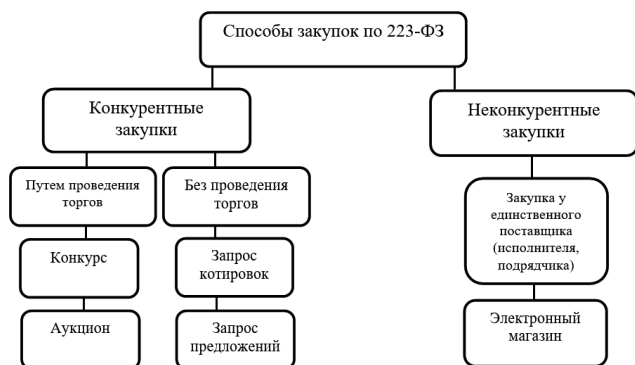 Способы закупок по 223-ФЗ
Конкурентные
закупки
Неконкурентные
закупки
Путем проведения
торгов
Без проведения
торгов
Закупка у
единственного
поставщика
(исполнителя,
подрядчика)
Конкурс
Запрос
котировок
Аукцион
Запрос
предложений
Электронный
магазин